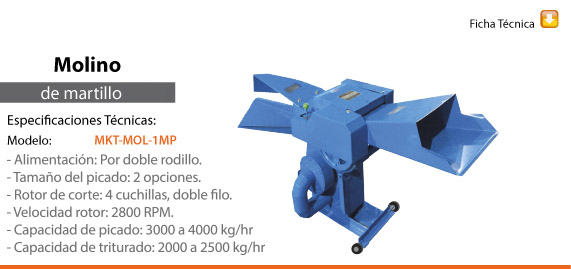 Ficha Técnica
Molino
de martillo
Especificaciones Técnicas:
Modelo: MKT-MOL-1MP
- Alimentación: Por doble rodillo.
- Tamaño del picado: 2 opciones.
- Rotor de corte: 4 cuchillas, doble filo.
- Velocidad rotor: 2800 RPM.
- Capacidad de picado: 3000 a 4000 kg/hr
- Capacidad de triturado: 2000 a 2500 kg/hr